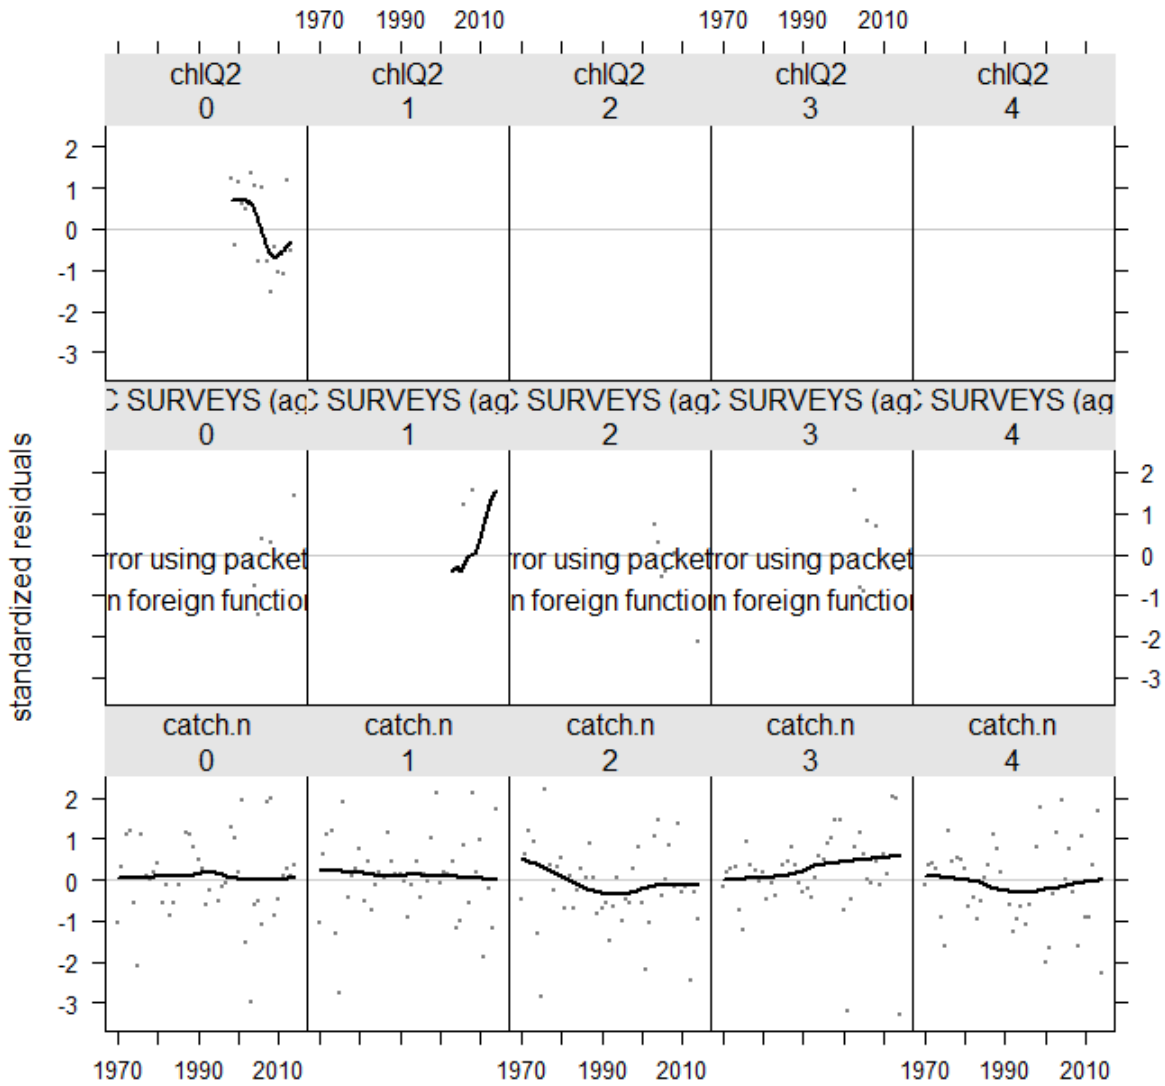 1970 1990 2010 1970 1990 2010
chlQ2 chlQ2 chlQ2 chlQ2 chlQ2
0 1 2 3 4
2
1
0
-1
-2
-3
SURVEYS (ag SURVEYS (ag SURVEYS (ag SURVEYS (ag SURVEYS (ag
0 1 2 3 4
standardized residuals
2
1
0
-1
-2
-3
ror using packet ror using packet ror using packet
n foreign function n foreign function n foreign function
catch.n catch.n catch.n catch.n catch.n
0 1 2 3 4
2
1
0
-1
-2
-3
1970 1990 2010 1970 1990 2010 1970 1990 2010